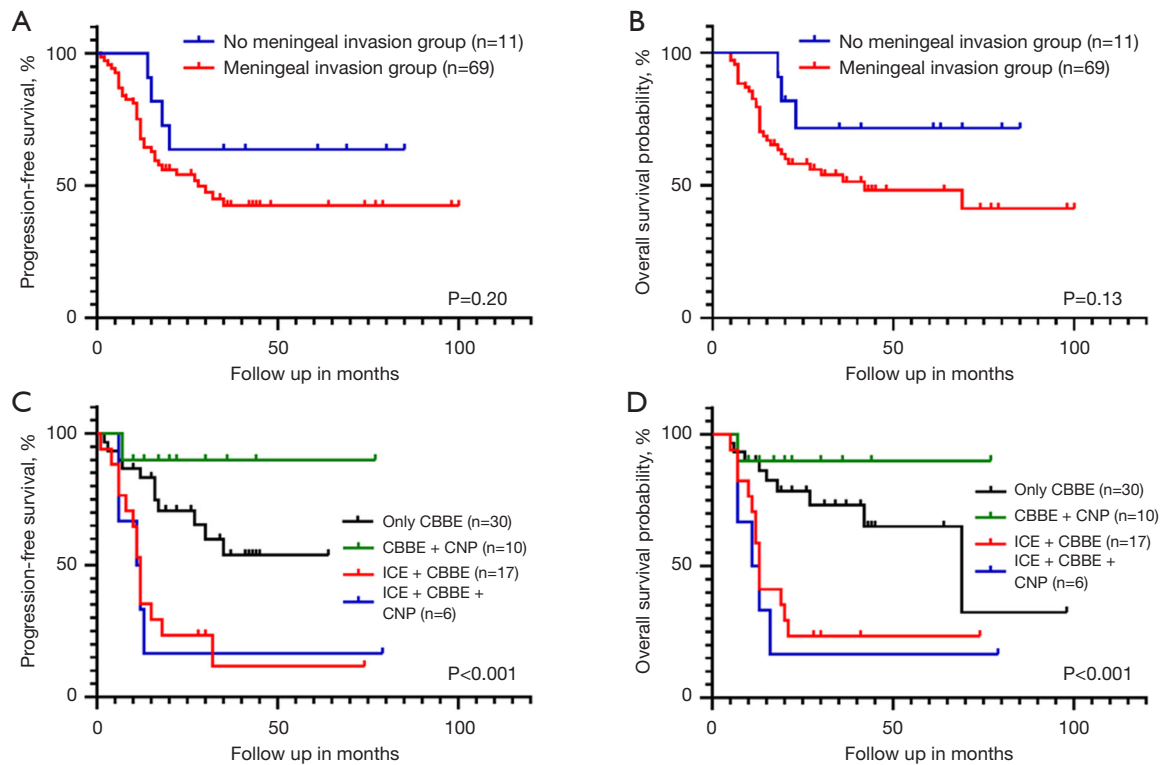 A
Progression-free survival, %
100
50
0
No meningeal invasion group (n=11)
Meningeal invasion group (n=69)
P=0.20
0
50
100
Follow up in months
B
Overall survival probability, %
100
50
0
No meningeal invasion group (n=11)
Meningeal invasion group (n=69)
P=0.13
0
50
100
Follow up in months
C
Progression-free survival, %
100
50
0
Only CBBE (n=30)
CBBE + CNP (n=10)
ICE + CBBE (n=17)
ICE + CBBE +
CNP (n=6)
P<0.001
0
50
100
Follow up in months
D
Overall survival probability, %
100
50
0
Only CBBE (n=30)
CBBE + CNP (n=10)
ICE + CBBE (n=17)
ICE + CBBE +
CNP (n=6)
P<0.001
0
50
100
Follow up in months